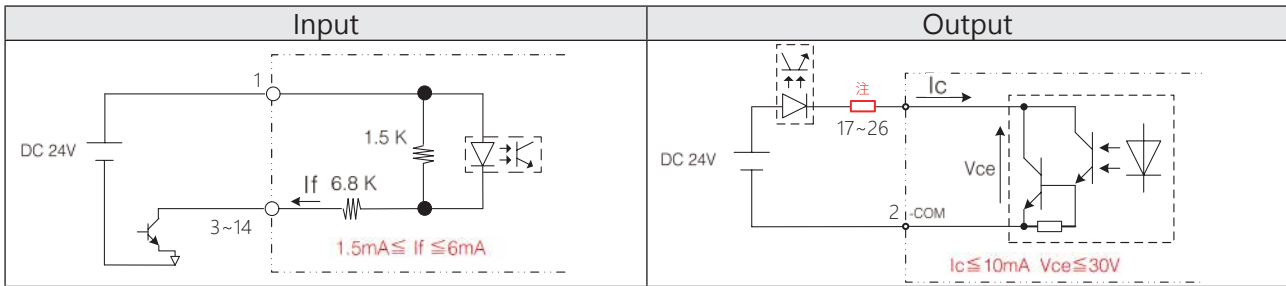 Input
Output
1
DC 24V
1.5 K
If 6.8 K
3~14
1.5mA≦ If ≦6mA
注
Ic
17~26
DC 24V
Vce
2 -COM
Ic≦10mA Vce≦30V